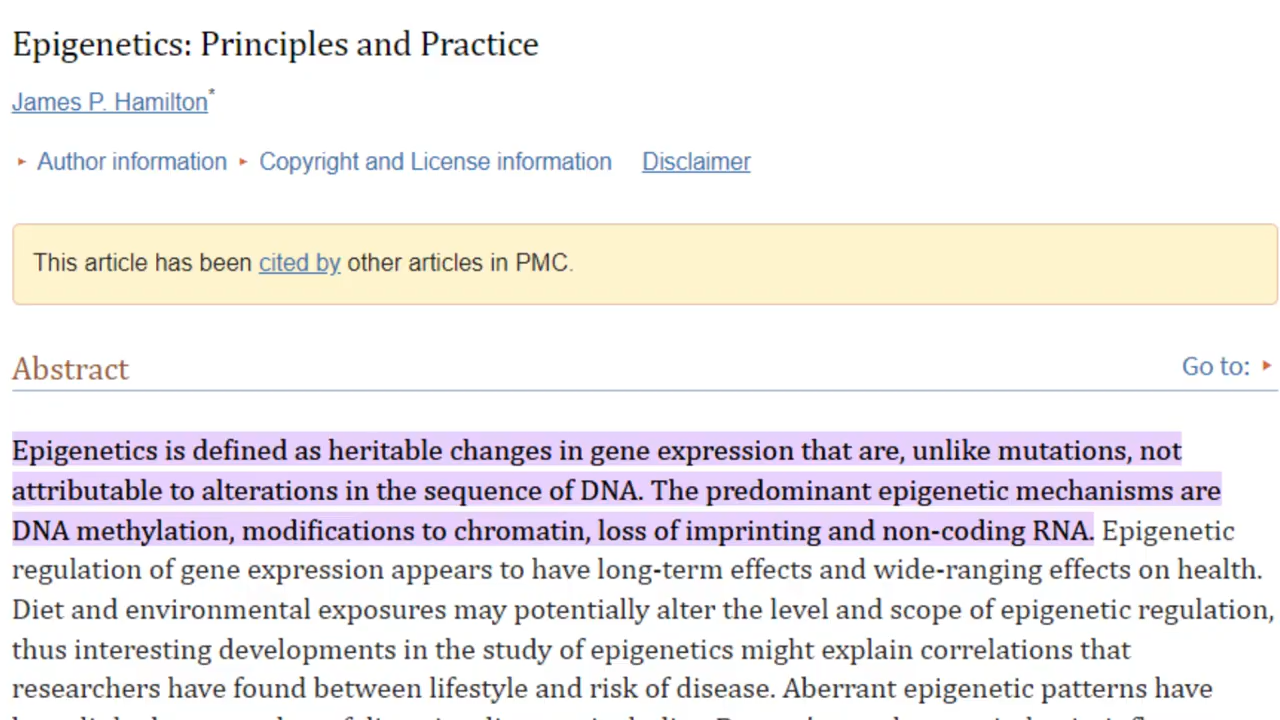 Epigenetics: Principles and Practice
James P. Hamilton*
Author information Copyright and License information Disclaimer
This article has been cited by other articles in PMC.
Abstract Go to:
Epigenetics is defined as heritable changes in gene expression that are, unlike mutations, not
attributable to alterations in the sequence of DNA. The predominant epigenetic mechanisms are
DNA methylation, modifications to chromatin, loss of imprinting and non-coding RNA. Epigenetic
regulation of gene expression appears to have long-term effects and wide-ranging effects on health.
Diet and environmental exposures may potentially alter the level and scope of epigenetic regulation,
thus interesting developments in the study of epigenetics might explain correlations that
researchers have found between lifestyle and risk of disease. Aberrant epigenetic patterns have